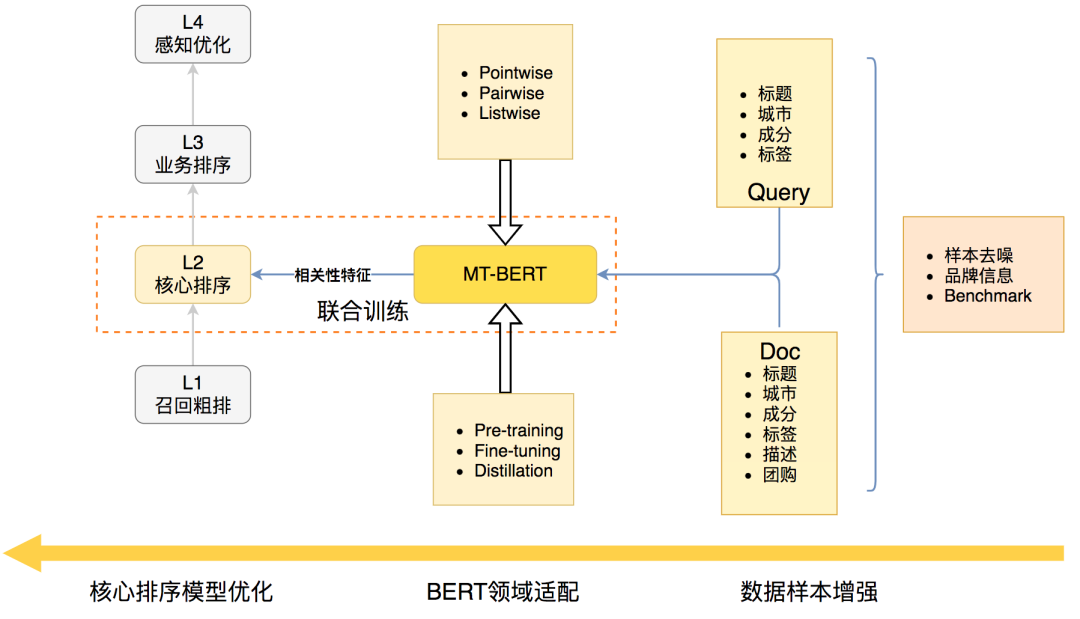 L4
感知优化
L3
业务排序
L2
核心排序
L1
召回粗排
相关性特征
联合训练
Pointwise
Pairwise
Listwise
MT-BERT
Pre-training
Fine-tuning
Distillation
标题
城市
成分
标签
Query
Doc
标题
城市
成分
标签
描述
团购
样本去噪
品牌信息
Benchmark
核心排序模型优化
BERT领域适配
数据样本增强